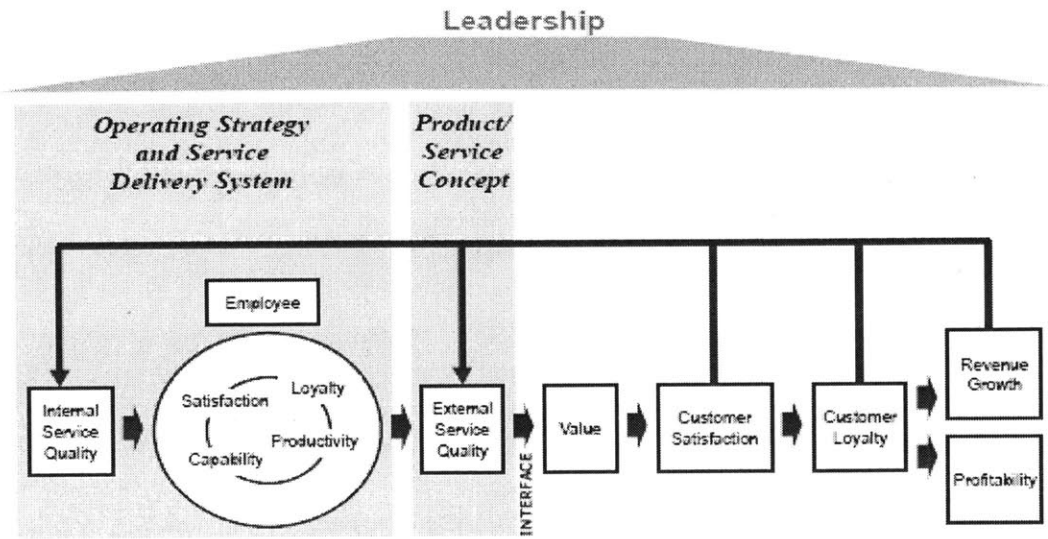 Leadership
Operating Strategy
and Service
Delivery System
Product/
Service
Concept
Employee
Satisfaction
Loyalty
Productivity
Capability
Internal
Service
Quality
External
Service
Quality
INTERFACE
Value
Customer
Satisfaction
Customer
Loyalty
Revenue
Growth
Profitability